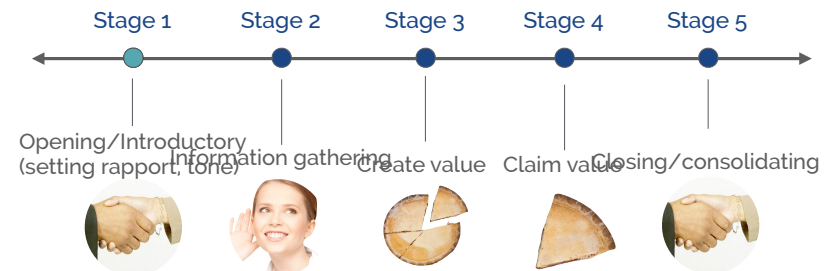 Stage 1
Stage 2
Stage 3
Stage 4
Stage 5
Opening/Introductory
(setting rapport, tone)
Information gathering
Create value
Claim value
Closing/consolidating